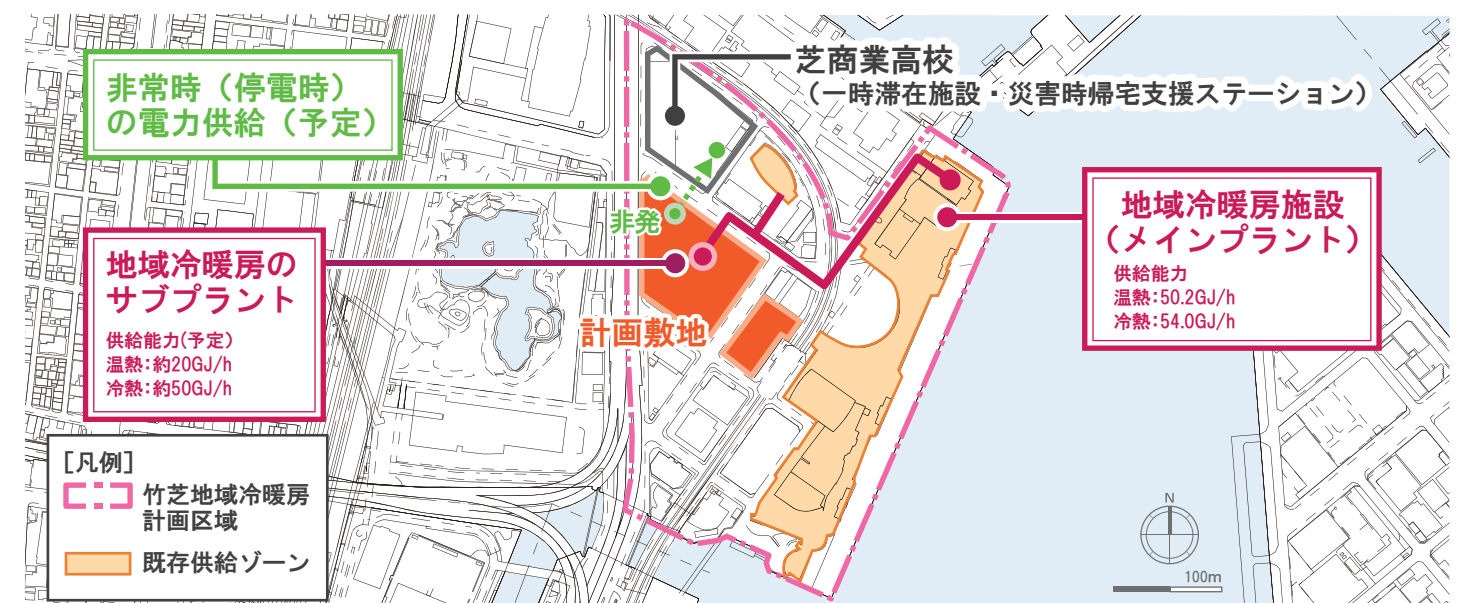 非常時（停電時）
の電力供給（予定）
芝商業高校
（一時滞在施設・災害時帰宅支援ステーション）
非発
地域冷暖房の
サブプラント
供給能力(予定)
温熱:約20GJ/h
冷熱:約50GJ/h
計画敷地
地域冷暖房施設
（メインプラント）
供給能力
温熱:50.2GJ/h
冷熱:54.0GJ/h
[凡例]
竹芝地域冷暖房
計画区域
既存供給ゾーン
N
100m